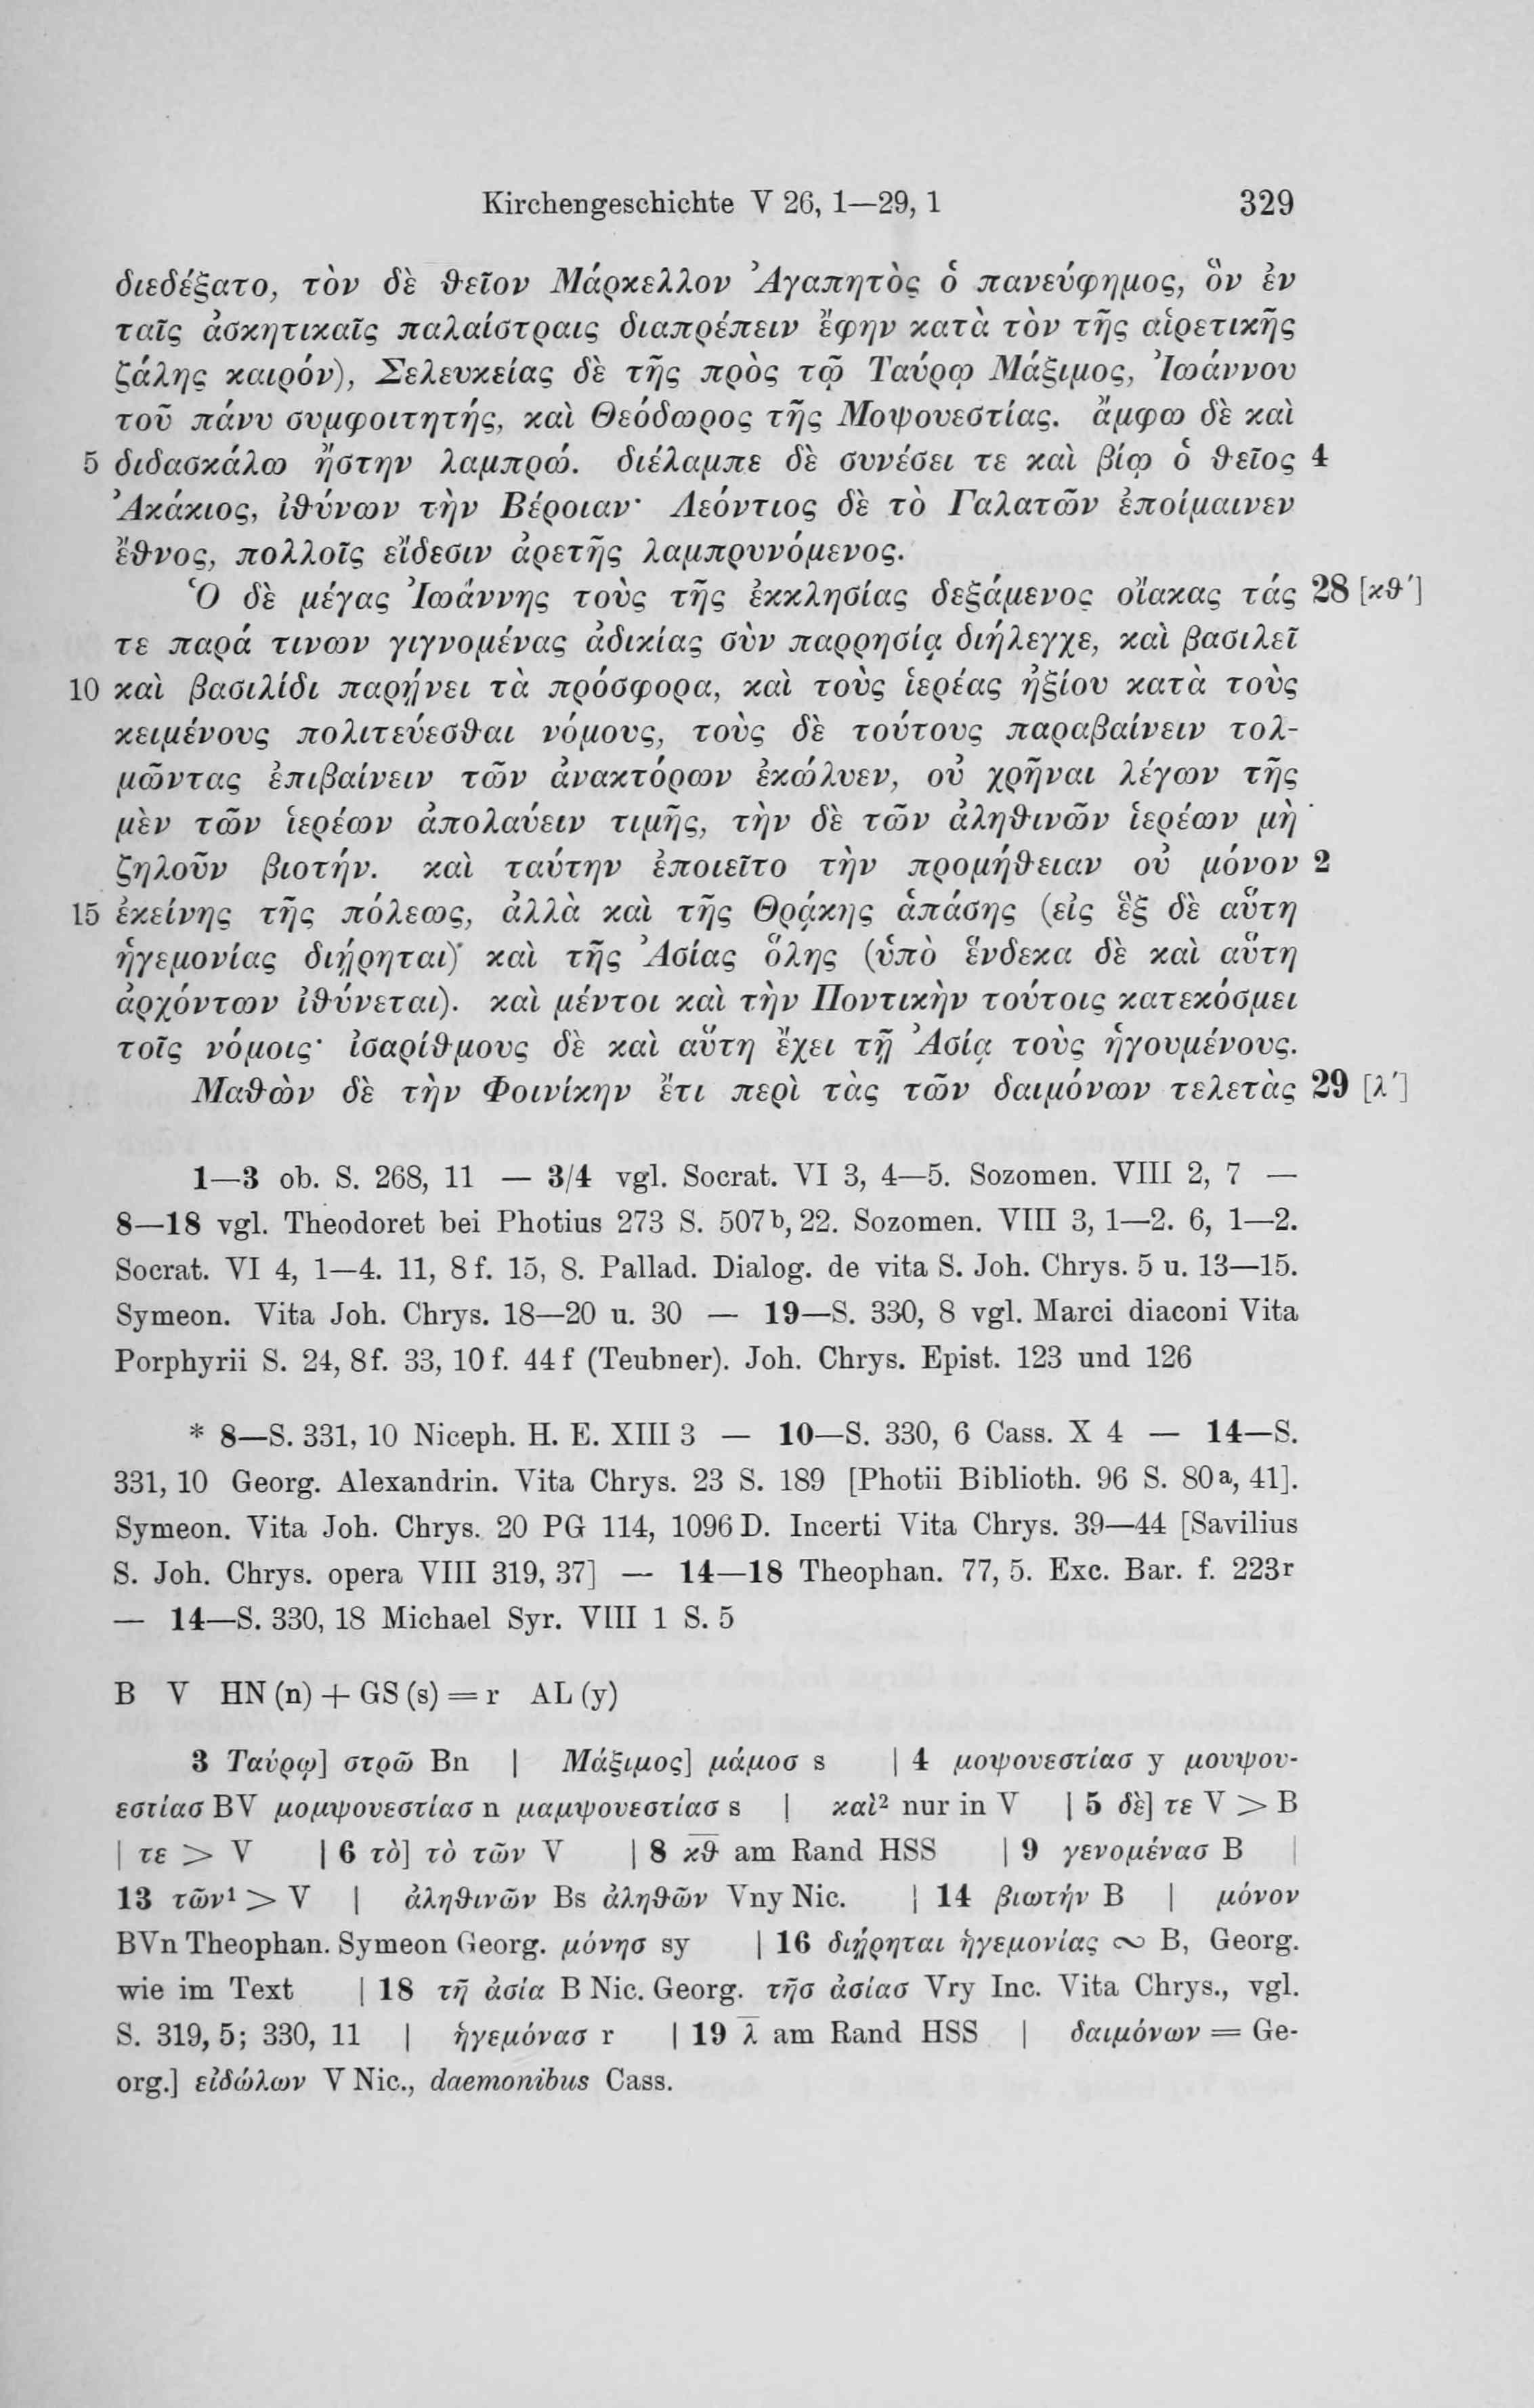 Kirchengeschichte V 26, 1—29, 1 329
διεδέξατο, τὸν δὲ θεῖον Μάρκελλον Ἀγαπητὸς ὁ πανεύφημος, ὃν ἐν
ταῖς ἀσκητικαῖς παλαίστραις διαπρέπειν ἔφην κατὰ τὸν τῆς αἱρετικῆς
ζάλης καιρόν), Σελευκείας δὲ τῆς πρὸς τῷ Ταύρῳ Μάξιμος, Ἰωάννου
τοῦ πάνυ συμφοιτητής, καὶ Θεόδωρος τῆς Μοψουεστίας. ἄμφω δὲ καὶ
5 διδασκάλω ἤστην λαμπρώ. διέλαμπε δὲ συνέσει τε καὶ βίῳ ὁ θεῖος 4
Ἀκάκιος, ἰθύνων τὴν Βέροιαν· Λεόντιος δὲ τὸ Γαλατῶν ἐποίμαινεν
ἔθνος, πολλοῖς εἴδεσιν ἀρετῆς λαμπρυνόμενος.
Ὁ δὲ μέγας Ἰωάννης τοὺς τῆς ἐκκλησίας δεξάμενος οἴακας τάς 28 [κθ′]
τε παρά τινων γιγνομένας ἀδικίας σὺν παρρησίᾳ διήλεγχε, καὶ βασιλεῖ
10 καὶ βασιλίδι παρῄνει τὰ πρόσφορα, καὶ τοὺς ἱερέας ἠξίου κατὰ τοὺς
κειμένους πολιτεύεσθαι νόμους, τοὺς δὲ τούτους παραβαίνειν τολ-
μῶντας ἐπιβαίνειν τῶν ἀνακτόρων ἐκώλυεν, οὐ χρῆναι λέγων τῆς
μὲν τῶν ἱερέων ἀπολαύειν τιμῆς, τὴν δὲ τῶν ἀληθινῶν ἱερέων μὴ
ζηλοῦν βιοτήν. καὶ ταύτην ἐποιεῖτο τὴν προμήθειαν οὐ μόνον 2
15 ἐκείνης τῆς πόλεως, ἀλλὰ καὶ τῆς Θρᾴκης ἁπάσης (εἰς ἓξ δὲ αὕτη
ἡγεμονίας διῄρηται) καὶ τῆς Ἀσίας ὅλης (ὑπὸ ἕνδεκα δὲ καὶ αὕτη
ἀρχόντων ἰθύνεται). καὶ μέντοι καὶ τὴν Ποντικὴν τούτοις κατεκόσμει
τοῖς νόμοις· ἰσαρίθμους δὲ καὶ αὕτη ἔχει τῇ Ἀσίᾳ τοὺς ἡγουμένους.
Μαθὼν δὲ τὴν Φοινίκην ἔτι περὶ τὰς τῶν δαιμόνων τελετὰς 29 [λ′]
1—3 ob. S. 268, 11 — 3/4 vgl. Socrat. VI 3, 4—5. Sozomen. VIII 2, 7 —
8—18 vgl. Theodoret bei Photius 273 S. 507b, 22. Sozomen. VIII 3, 1—2. 6, 1—2.
Socrat. VI 4, 1—4. 11, 8 f. 15, 8. Pallad. Dialog. de vita S. Joh. Chrys. 5 u. 13—15.
Symeon. Vita Joh. Chrys. 18—20 u. 30 — 19—S. 330, 8 vgl. Marci diaconi Vita
Porphyrii S. 24, 8 f. 33, 10 f. 44 f (Teubner). Joh. Chrys. Epist. 123 und 126
* 8—S. 331, 10 Niceph. H. E. XIII 3 — 10—S. 330, 6 Cass. X 4 — 14—S.
331, 10 Georg. Alexandrin. Vita Chrys. 23 S. 189 [Photii Biblioth. 96 S. 80a, 41].
Symeon. Vita Joh. Chrys. 20 PG 114, 1096 D. Incerti Vita Chrys. 39—44 [Savilius
S. Joh. Chrys. opera VIII 319, 37] — 14—18 Theophan. 77, 5. Exc. Bar. f. 223r
— 14—S. 330, 18 Michael Syr. VIII 1 S. 5
B V HN (n) + GS (s) = r AL (y)
3 Ταύρῳ] στρῶ Bn | Μάξιμος] μάμοσ s | 4 μοψουεστίασ y μουψου-
εστίασ BV μομψουεστίασ n μαμψουεστίασ s | καὶ² nur in V | 5 δὲ] τε V > B
| τε > V | 6 τὸ] τὸ τῶν V | 8 κθ am Rand HSS | 9 γενομένασ B |
13 τῶν¹ > V | ἀληθινῶν Bs ἀληθῶν Vny Nic. | 14 βιωτήν B | μόνον
BVn Theophan. Symeon Georg. μόνησ sy | 16 διῄρηται ἡγεμονίας ∾ B, Georg.
wie im Text | 18 τῆ ἀσία B Nic. Georg. τῆσ ἀσίασ Vry Inc. Vita Chrys., vgl.
S. 319, 5; 330, 11 | ἡγεμόνασ r | 19 λ am Rand HSS | δαιμόνων = Ge-
org.] εἰδώλων V Nic., daemonibus Cass.